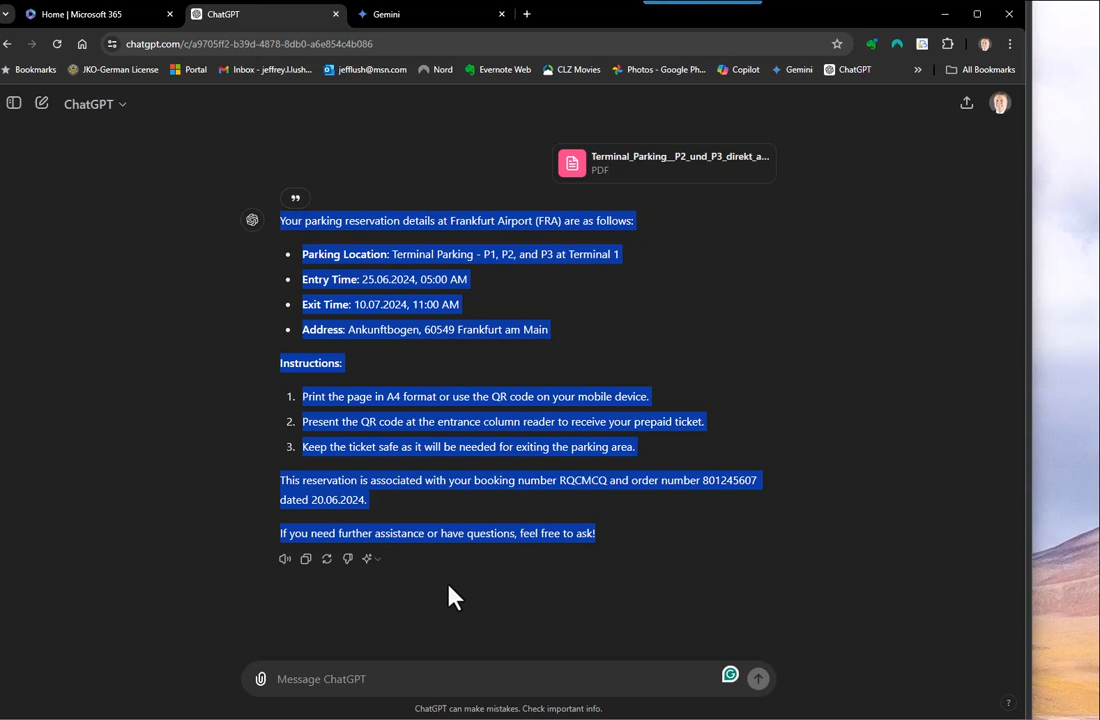 Home | Microsoft 365
ChatGPT
Gemini
chatgpt.com/c/a9705ff2-b39d-4878-8db0-a6e854c4b086
Bookmarks
JKO-German License
Portal
Inbox - jeffrey.l.lush...
jefflush@msn.com
Nord
Evernote Web
CLZ Movies
Photos - Google Ph...
Copilot
Gemini
ChatGPT
»
All Bookmarks
ChatGPT
Terminal_Parking__P2_und_P3_direkt_a...
PDF
Your parking reservation details at Frankfurt Airport (FRA) are as follows:
• Parking Location: Terminal Parking - P1, P2, and P3 at Terminal 1
• Entry Time: 25.06.2024, 05:00 AM
• Exit Time: 10.07.2024, 11:00 AM
• Address: Ankunftbogen, 60549 Frankfurt am Main
Instructions:
1. Print the page in A4 format or use the QR code on your mobile device.
2. Present the QR code at the entrance column reader to receive your prepaid ticket.
3. Keep the ticket safe as it will be needed for exiting the parking area.
This reservation is associated with your booking number RQCMCQ and order number 801245607
dated 20.06.2024.
If you need further assistance or have questions, feel free to ask!
Message ChatGPT
ChatGPT can make mistakes. Check important info.
?